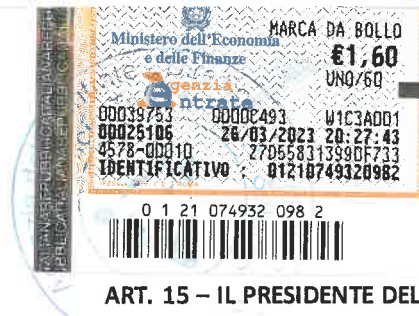 Ministero dell'Economia
e delle Finanze
MARCA DA BOLLO
€1,60
UNO/60
Agenzia
Entrate
00039753 0000C493 W1C3A001
00025106 26/03/2023 20:27:43
4578-00010 27D55831399DF733
IDENTIFICATIVO : 01210749320982
0 1 21 074932 098 2
ART. 15 – IL PRESIDENTE DEL